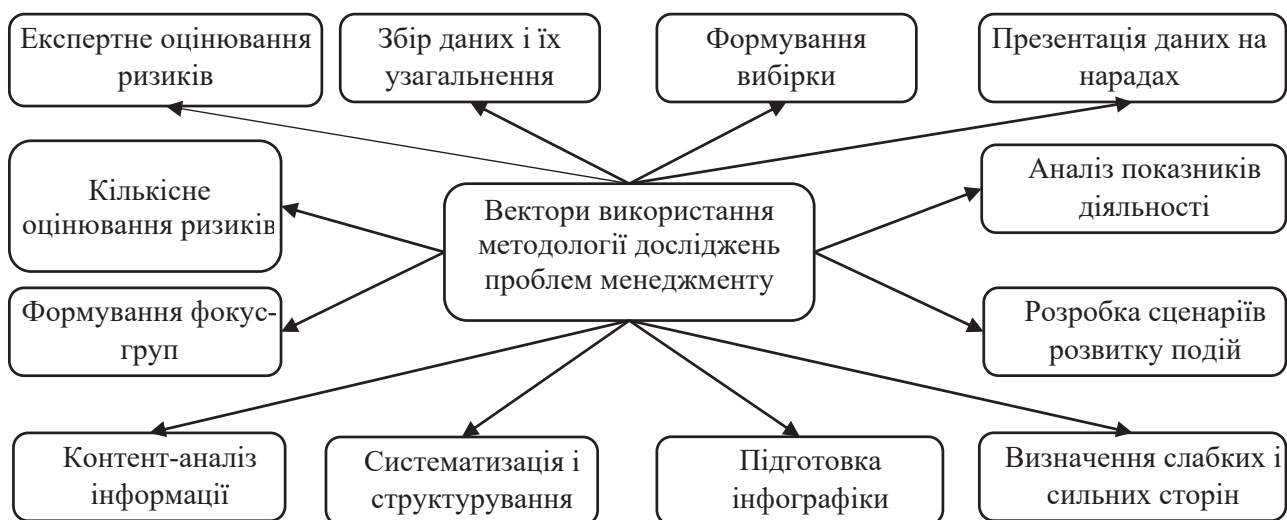 Експертне оцінювання
ризиків
Збір даних і їх
узагальнення
Формування
вибірки
Презентація даних на
нарадах
Кількісне
оцінювання ризиків
Вектори використання
методології досліджень
проблем менеджменту
Аналіз показників
діяльності
Формування фокус-
груп
Розробка сценаріїв
розвитку подій
Контент-аналіз
інформації
Систематизація і
структурування
Підготовка
інфографіки
Визначення слабких і
сильних сторін